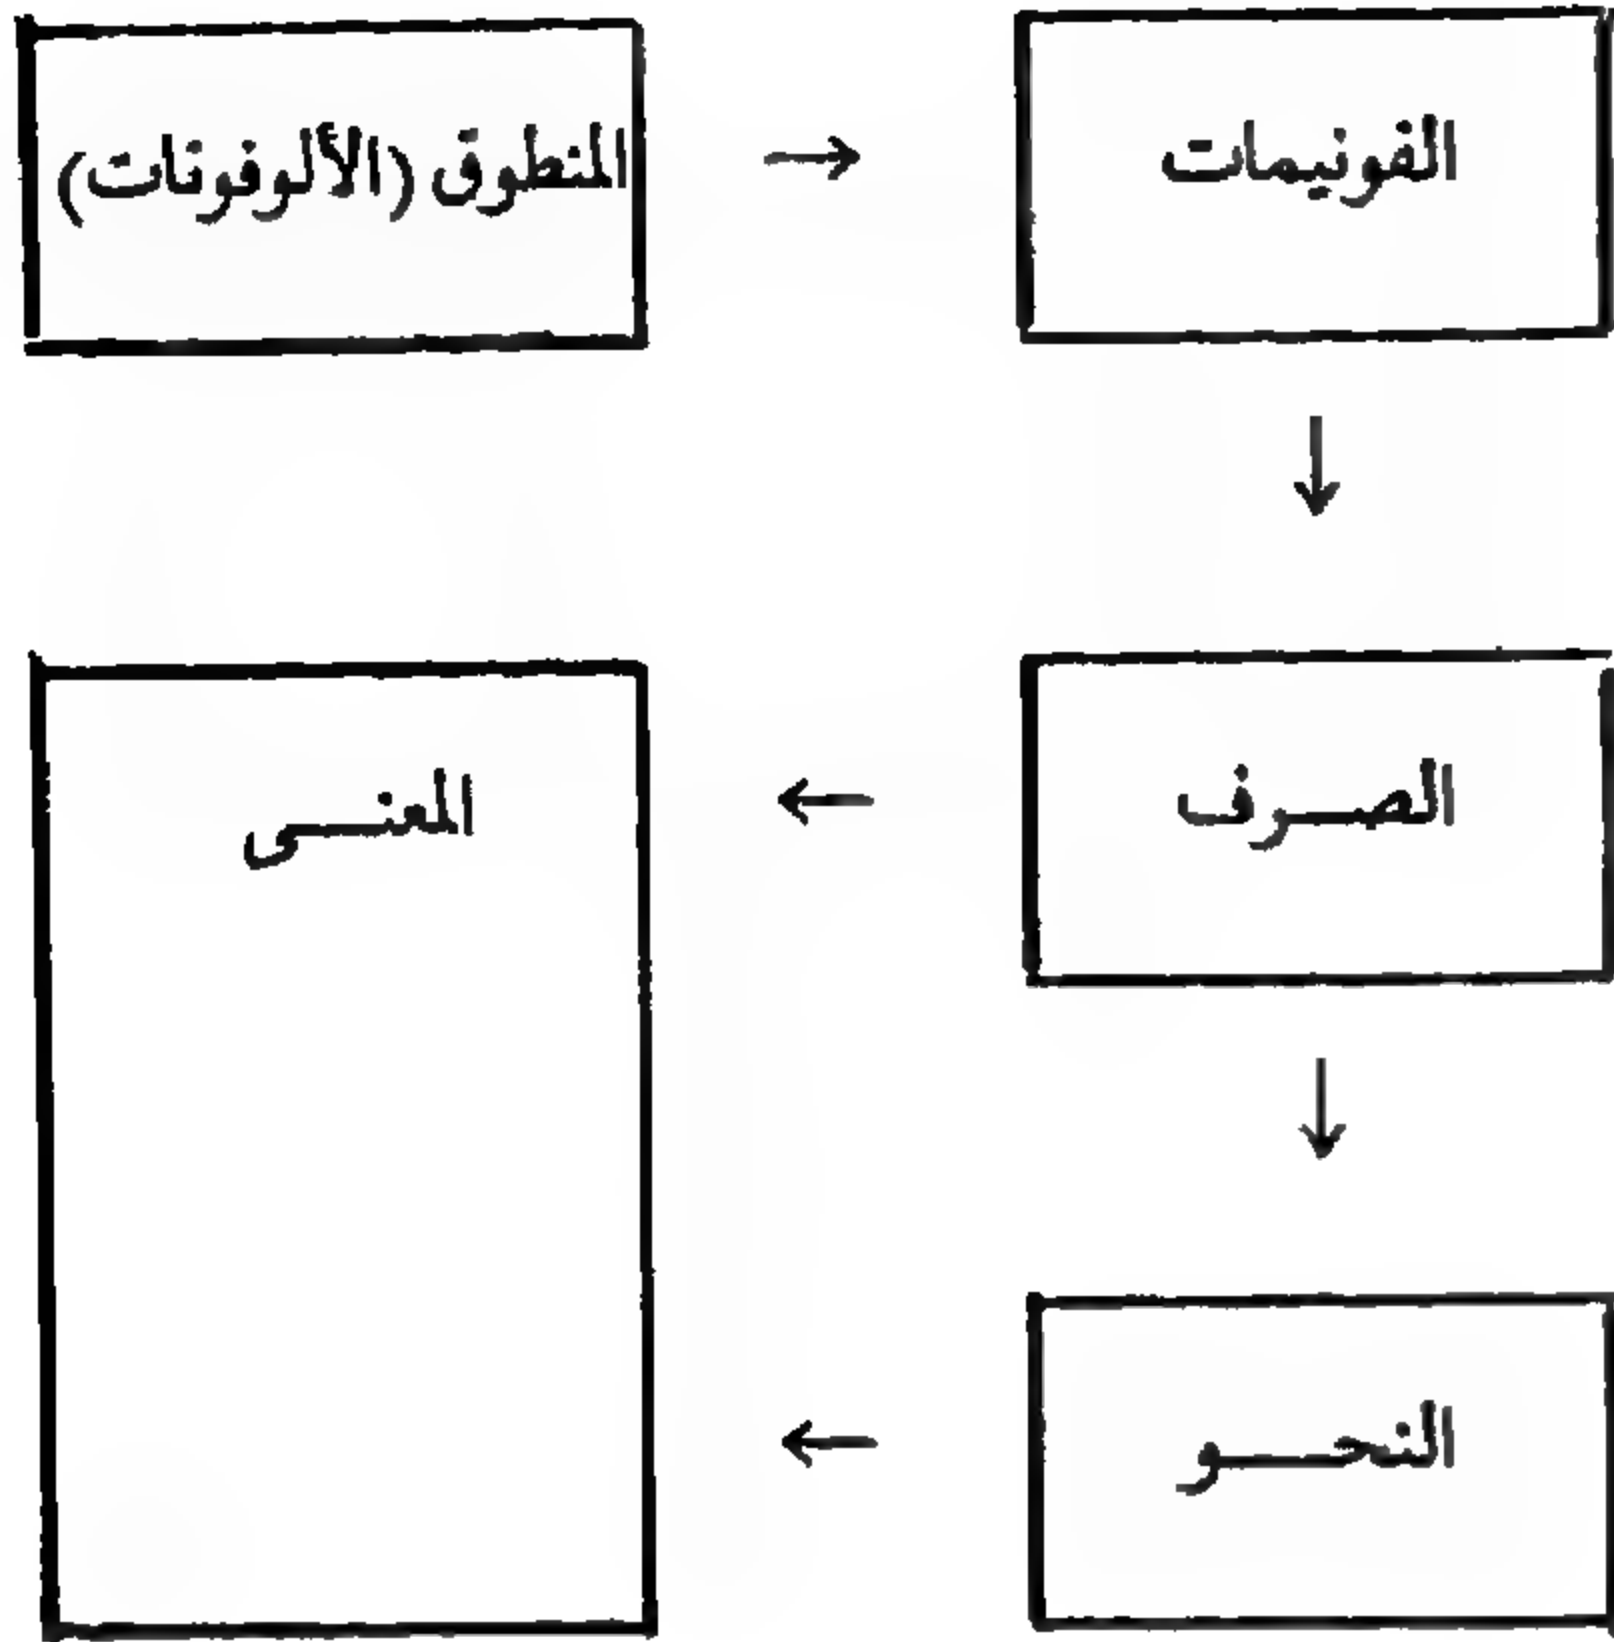 الفونيمات
المنطوق (الألوفونات)
الصرف
المعنى
النحو